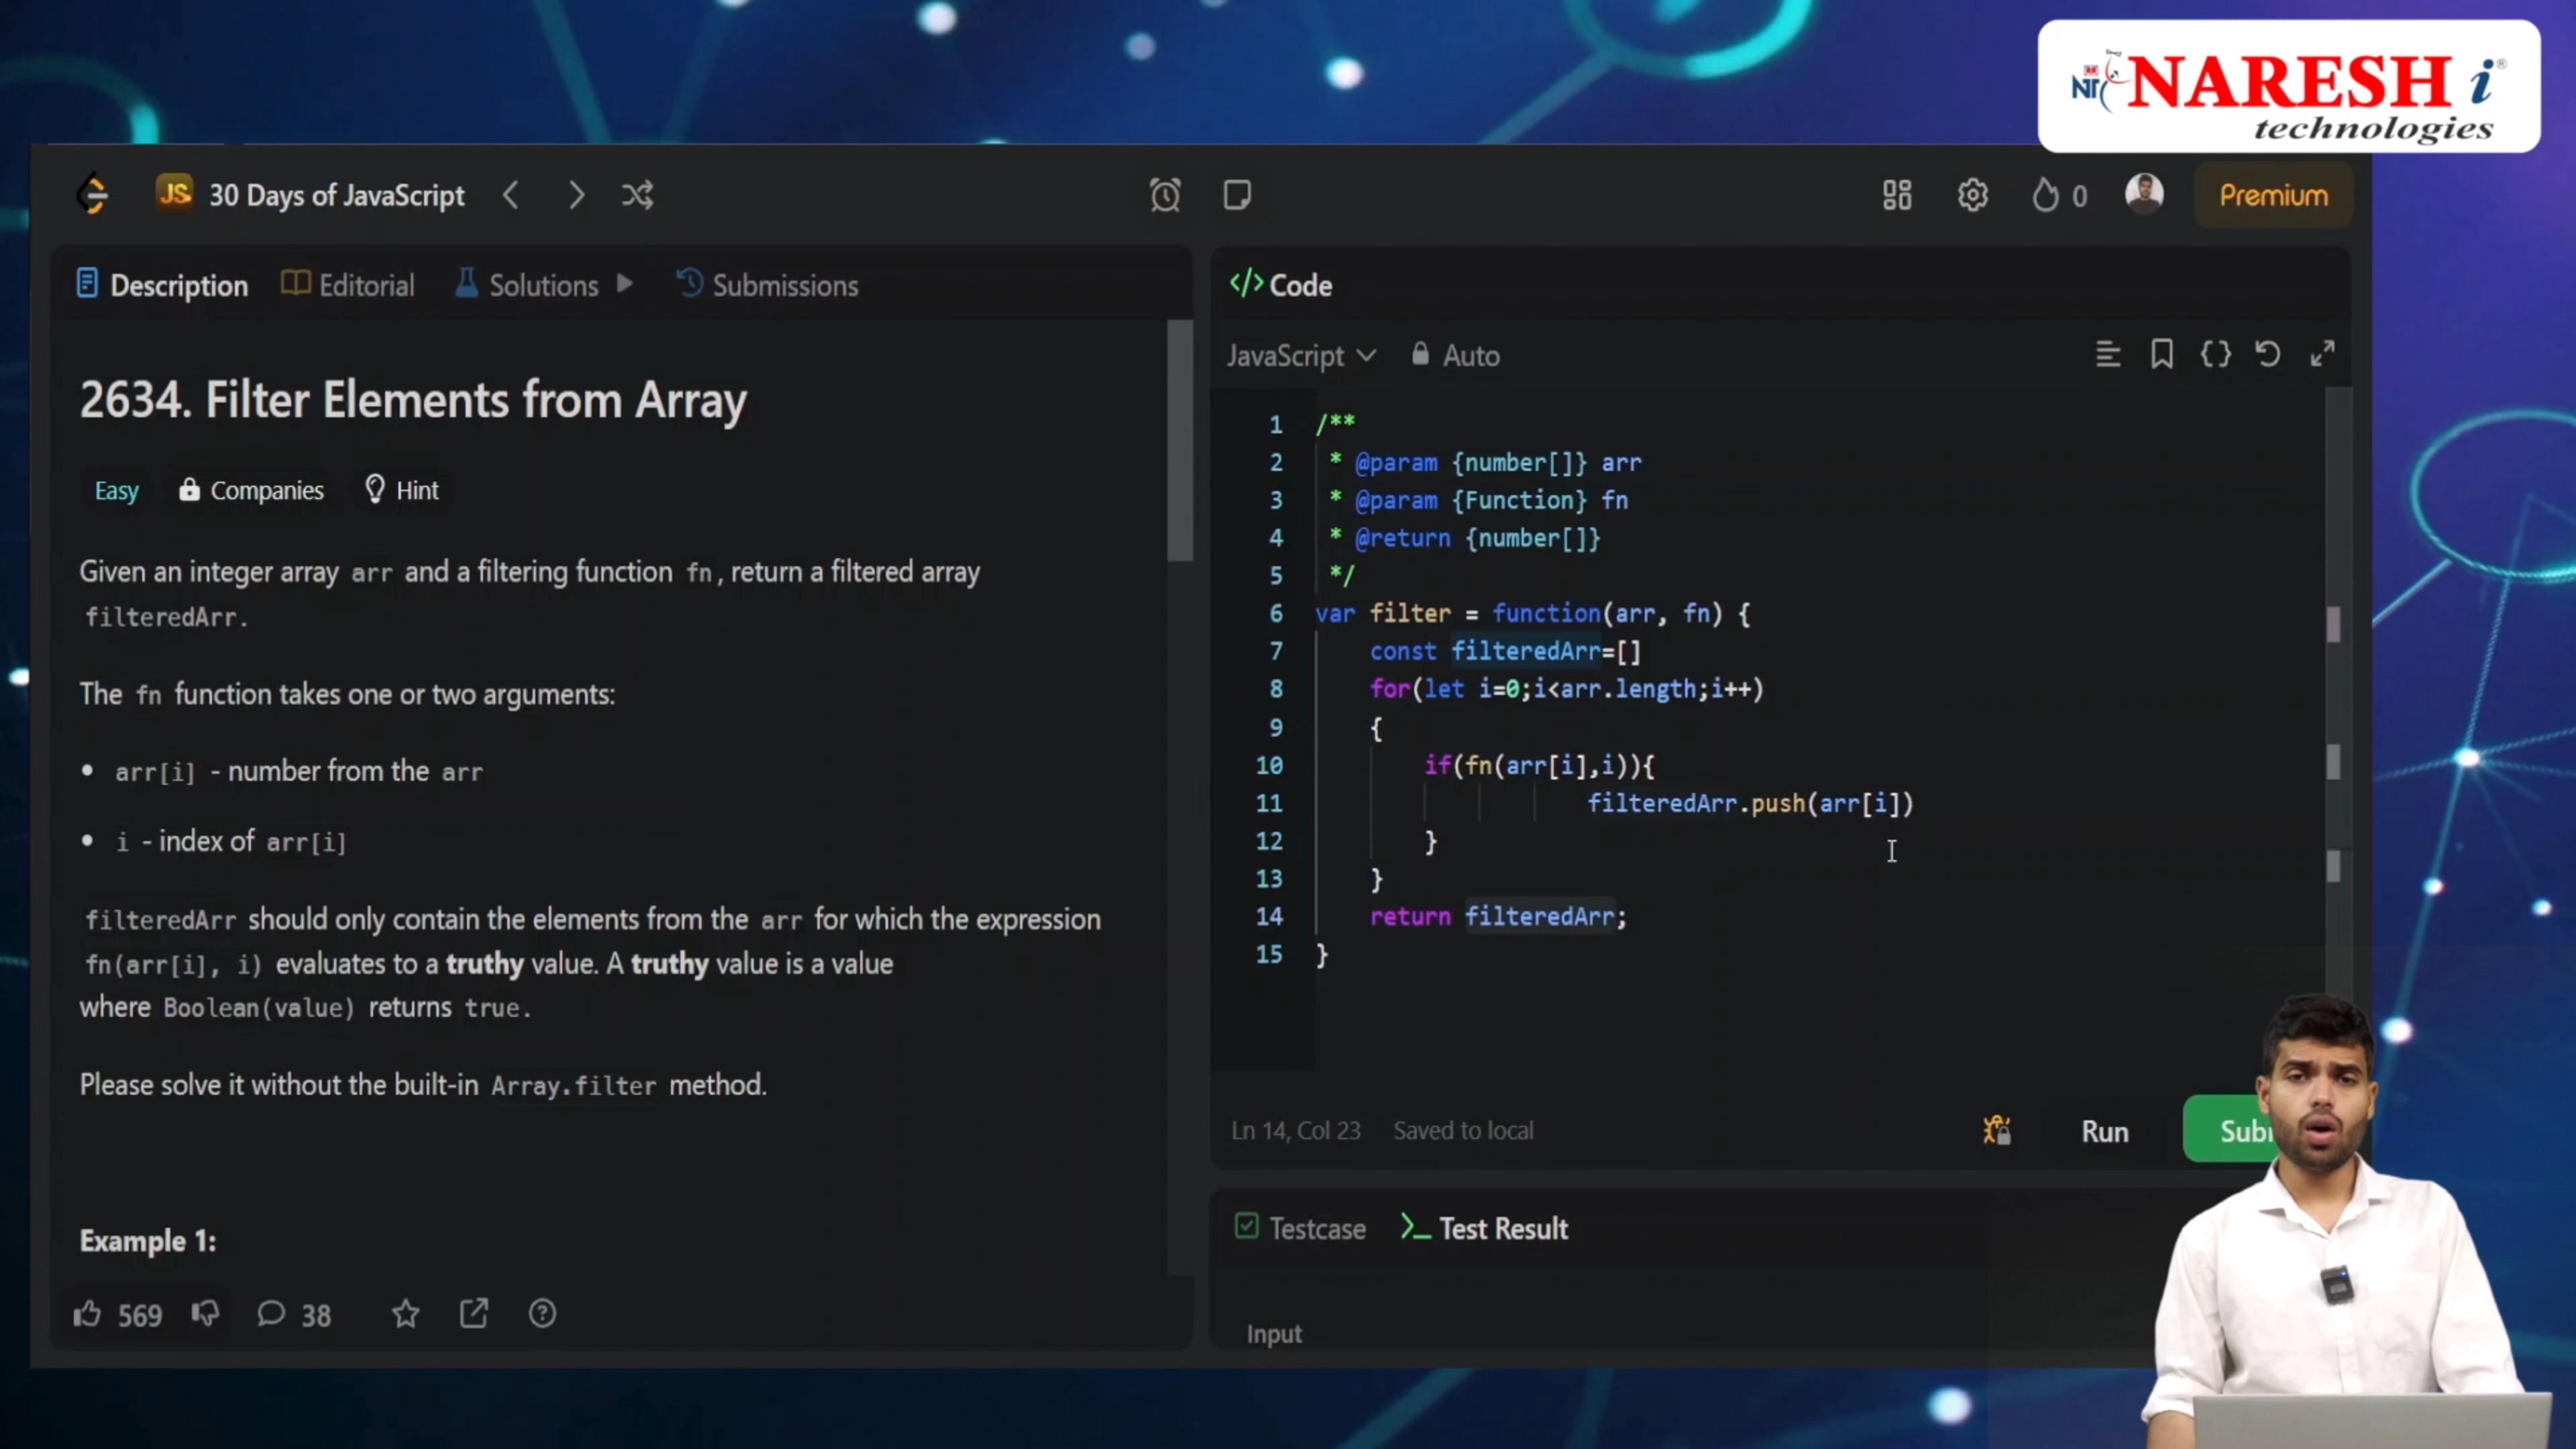 NT NARESH i ®
technologies
JS 30 Days of JavaScript
0
Premium
Description Editorial Solutions Submissions
2634. Filter Elements from Array
Easy Companies Hint
Given an integer array arr and a filtering function fn, return a filtered array
filteredArr.
The fn function takes one or two arguments:
• arr[i] - number from the arr
• i - index of arr[i]
filteredArr should only contain the elements from the arr for which the expression
fn(arr[i], i) evaluates to a truthy value. A truthy value is a value
where Boolean(value) returns true.
Please solve it without the built-in Array.filter method.
Example 1:
569 38
</> Code
JavaScript Auto
1 /**
2 * @param {number[]} arr
3 * @param {Function} fn
4 * @return {number[]}
5 */
6 var filter = function(arr, fn) {
7 const filteredArr=[]
8 for(let i=0;i<arr.length;i++)
9 {
10 if(fn(arr[i],i)){
11 filteredArr.push(arr[i])
12 }
13 }
14 return filteredArr;
15 }
Ln 14, Col 23 Saved to local
Run Sub
Testcase >_ Test Result
Input